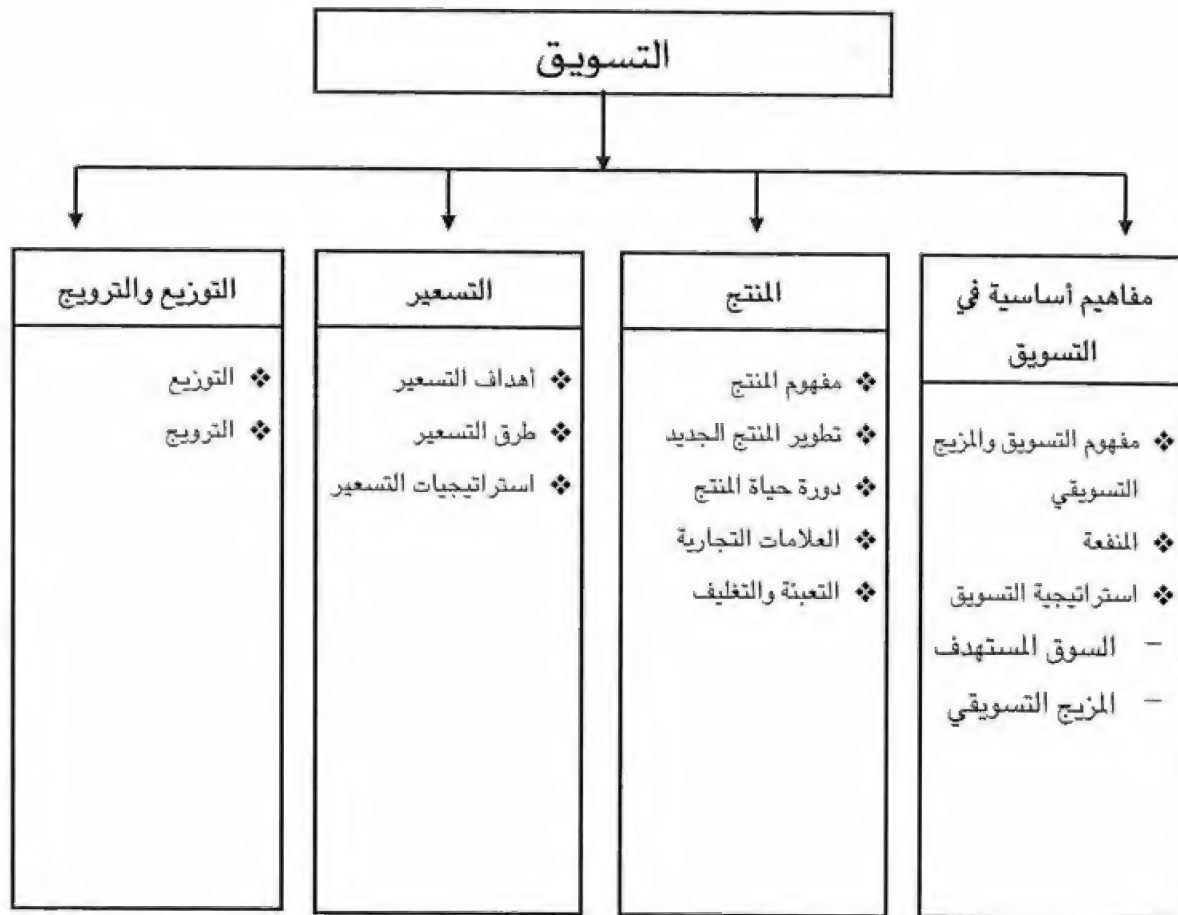 التسويق
مفاهيم أساسية في
التسويق
❖ مفهوم التسويق والمزيج
التسويقي
❖ المنفعة
❖ استراتيجية التسويق
– السوق المستهدف
– المزيج التسويقي
المنتج
❖ مفهوم المنتج
❖ تطوير المنتج الجديد
❖ دورة حياة المنتج
❖ العلامات التجارية
❖ التعبئة والتغليف
التسعير
❖ أهداف التسعير
❖ طرق التسعير
❖ استراتيجيات التسعير
التوزيع والترويج
❖ التوزيع
❖ الترويج